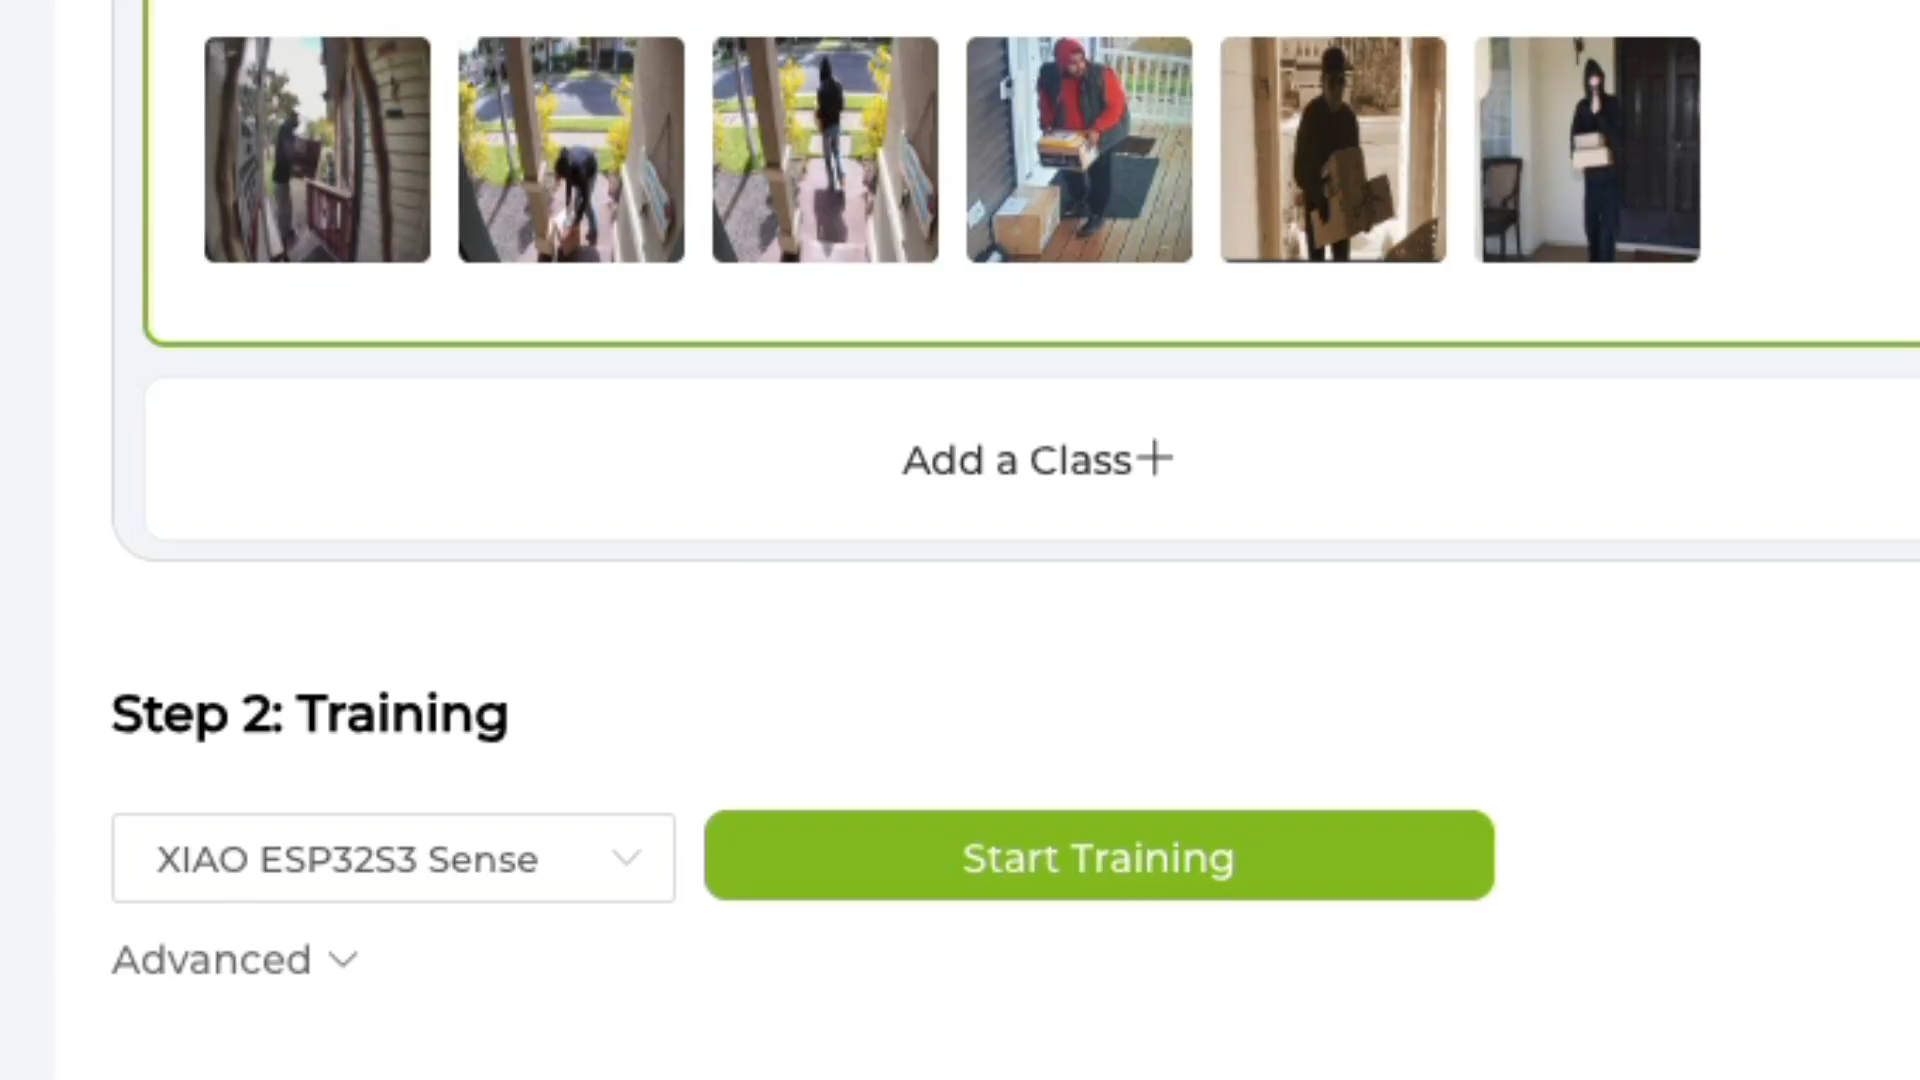 Add a Class+
Step 2: Training
XIAO ESP32S3 Sense
Start Training
Advanced